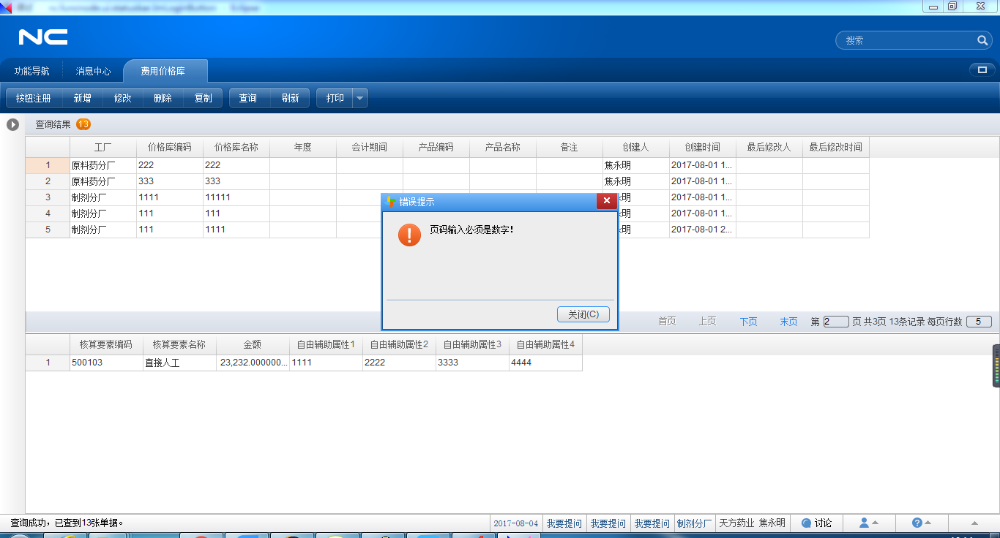 NC
搜索
功能导航 消息中心 费用价格库
按钮注册 新增 修改 删除 复制 查询 刷新 打印
查询结果 13
工厂 价格库编码 价格库名称 年度 会计期间 产品编码 产品名称 备注 创建人 创建时间 最后修改人 最后修改时间
1 原料药分厂 222 222 焦永明 2017-08-01 1...
2 原料药分厂 333 333 焦永明 2017-08-01 1...
3 制剂分厂 1111 11111 永明 2017-08-01 1...
4 制剂分厂 111 111 永明 2017-08-01 1...
5 制剂分厂 111 1111 永明 2017-08-01 2...
错误提示
页码输入必须是数字!
关闭(C)
首页 上页 下页 末页 第 2 页 共3页 13条记录 每页行数 5
核算要素编码 核算要素名称 金额 自由辅助属性1 自由辅助属性2 自由辅助属性3 自由辅助属性4
1 500103 直接人工 23,232.000000... 1111 2222 3333 4444
查询成功，已查到13张单据。 2017-08-04 我要提问 我要提问 我要提问 制剂分厂 天方药业 焦永明 讨论